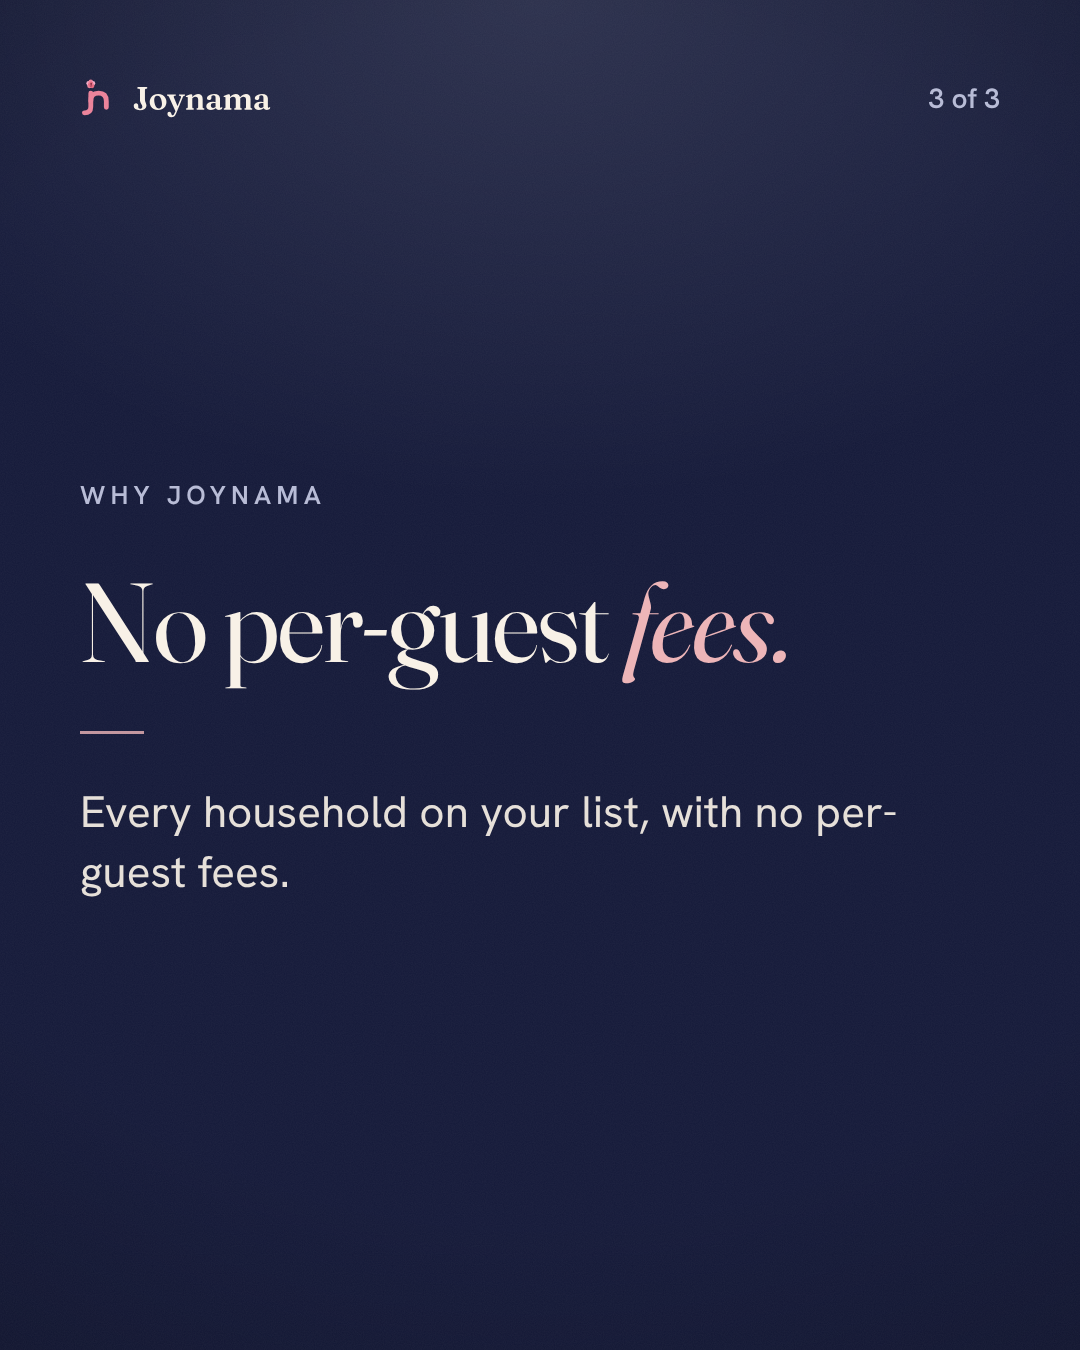 Joynama
3 of 3
WHY JOYNAMA
No per-guest fees.
Every household on your list, with no per-
guest fees.